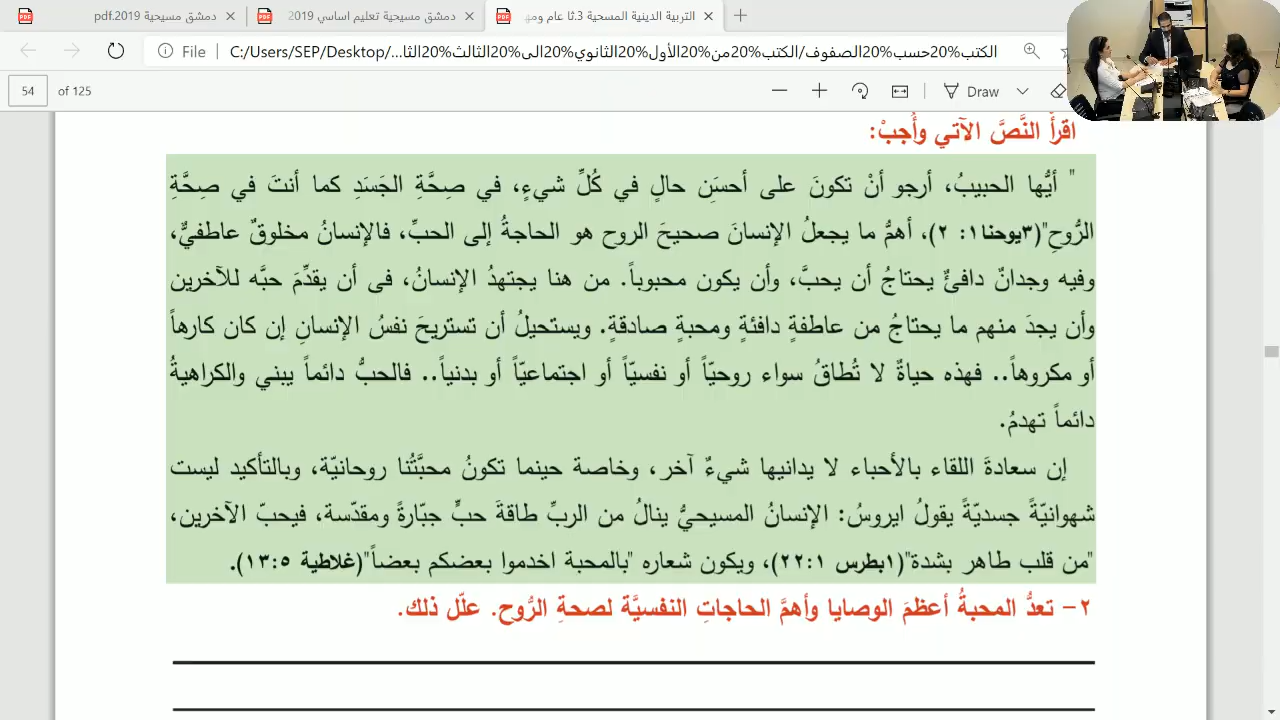 دمشق مسيحية 2019.pdf
دمشق مسيحية تعليم اساسي 2019
التربية الدينية المسحية 3.ثا عام ومه
File
C:/Users/SEP/Desktop/الكتب%20حسب%20الصفوف/الكتب%20من%20الأول%20الثانوي%20الى%20الثالث%20الثا...
54 of 125
Draw
اقرأ النَّصَّ الآتي وأُجبْ:
" أيُّها الحبيبُ، أرجو أنْ تكونَ على أحسَنِ حالٍ في كُلِّ شيءٍ، في صِحَّةِ الجَسَدِ كما أنتَ في صِحَّةِ
الرُّوحِ"(٣يوحنا١: ٢)، أهمُّ ما يجعلُ الإنسانَ صحيحَ الروح هو الحاجةُ إلى الحبِّ، فالإنسانُ مخلوقٌ عاطفيٌّ،
وفيه وجدانٌ دافئٌ يحتاجُ أن يحبَّ، وأن يكون محبوباً. من هنا يجتهدُ الإنسانُ، فى أن يقدِّمَ حبَّه للآخرين
وأن يجدَ منهم ما يحتاجُ من عاطفةٍ دافئةٍ ومحبةٍ صادقةٍ. ويستحيلُ أن تستريحَ نفسُ الإنسانِ إن كان كارهاً
أو مكروهاً.. فهذه حياةٌ لا تُطاقُ سواء روحيّاً أو نفسيّاً أو اجتماعيّاً أو بدنياً.. فالحبُّ دائماً يبني والكراهيةُ
دائماً تهدمُ.
إن سعادةَ اللقاء بالأحباء لا يدانيها شيءٌ آخر، وخاصة حينما تكونُ محبَّتُنا روحانيّة، وبالتأكيد ليست
شهوانيّةً جسديّةً يقولُ ايروسُ: الإنسانُ المسيحيُّ ينالُ من الربِّ طاقةَ حبٍّ جبّارةً ومقدّسة، فيحبّ الآخرين،
"من قلب طاهر بشدة"(١بطرس ١:٢٢)، ويكون شعاره "بالمحبة اخدموا بعضكم بعضاً"(غلاطية ٥:١٣).
٢- تعدُّ المحبةُ أعظمَ الوصايا وأهمَّ الحاجاتِ النفسيَّة لصحةِ الرُّوح. علّل ذلك.